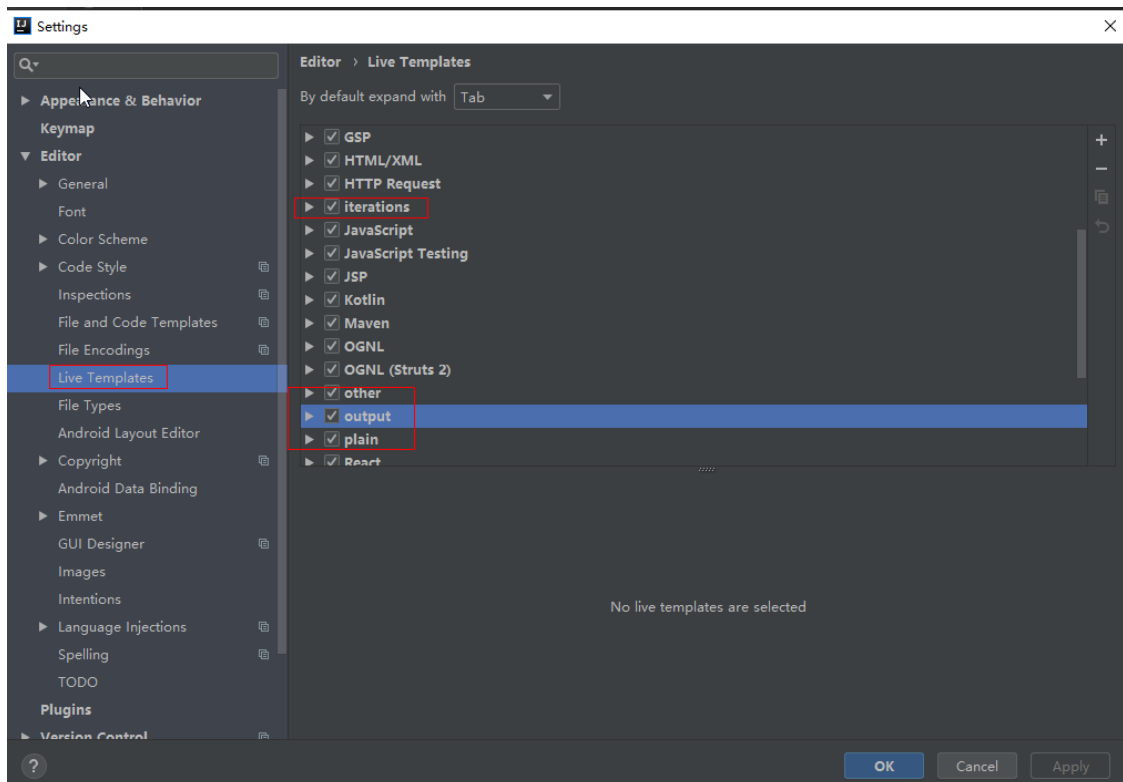 Settings
Appearance & Behavior
Keymap
Editor
General
Font
Color Scheme
Code Style
Inspections
File and Code Templates
File Encodings
Live Templates
File Types
Android Layout Editor
Copyright
Android Data Binding
Emmet
GUI Designer
Images
Intentions
Language Injections
Spelling
TODO
Plugins
Version Control
Editor › Live Templates
By default expand with Tab
GSP
HTML/XML
HTTP Request
iterations
JavaScript
JavaScript Testing
JSP
Kotlin
Maven
OGNL
OGNL (Struts 2)
other
output
plain
React
No live templates are selected
?
OK Cancel Apply